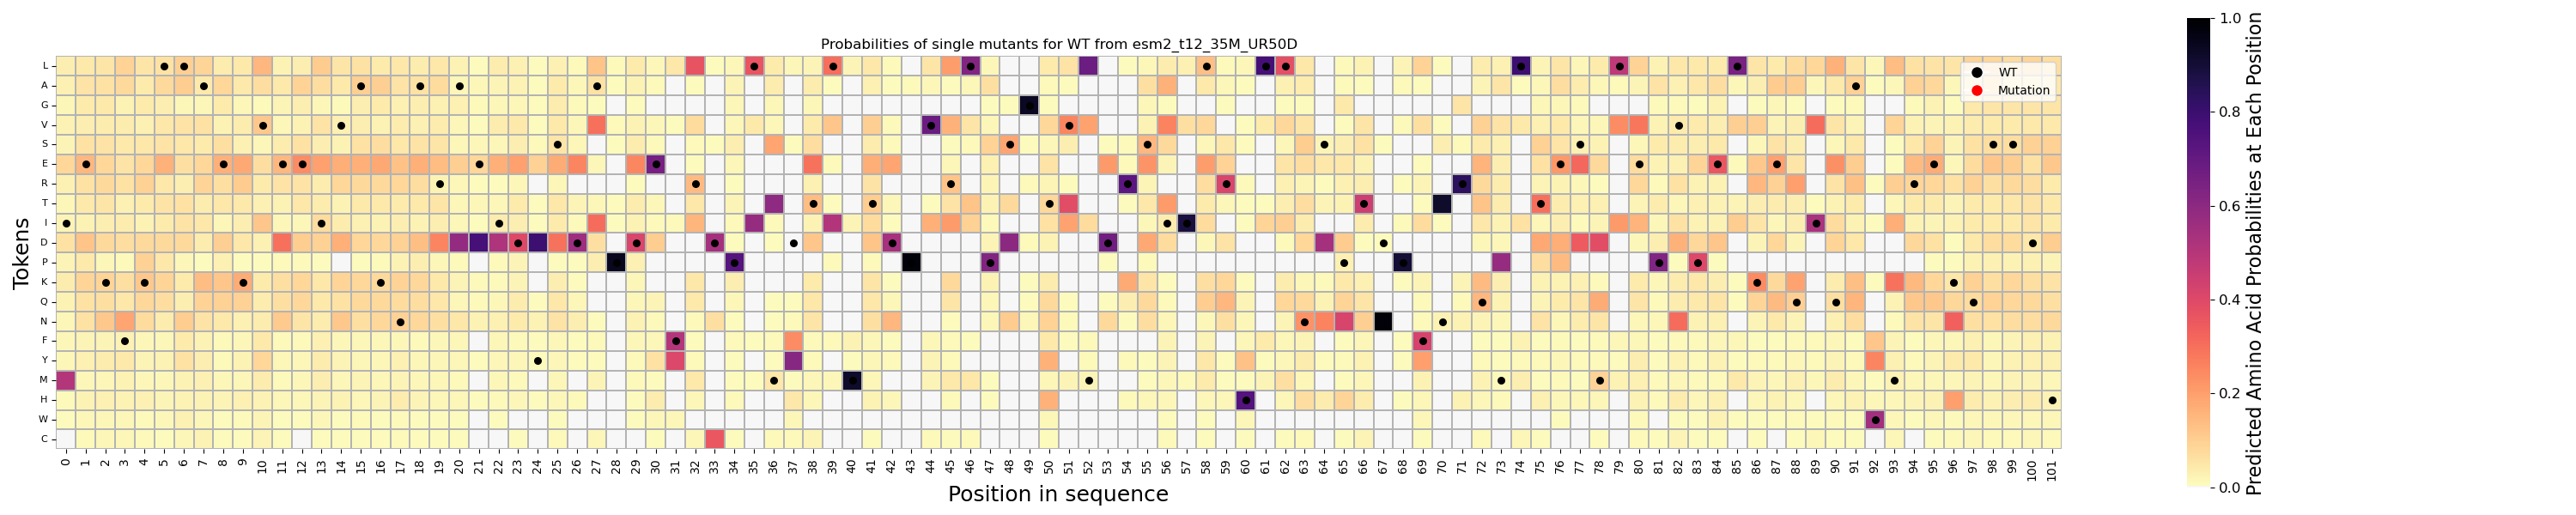 Probabilities of single mutants for WT from esm2_t12_35M_UR50D
L
A
G
V
S
E
R
T
I
D
P
K
Q
N
F
Y
M
H
W
C
Tokens
0 1 2 3 4 5 6 7 8 9 10 11 12 13 14 15 16 17 18 19 20 21 22 23 24 25 26 27 28 29 30 31 32 33 34 35 36 37 38 39 40 41 42 43 44 45 46 47 48 49 50 51 52 53 54 55 56 57 58 59 60 61 62 63 64 65 66 67 68 69 70 71 72 73 74 75 76 77 78 79 80 81 82 83 84 85 86 87 88 89 90 91 92 93 94 95 96 97 98 99 100 101
Position in sequence
WT
Mutation
1.0
0.8
0.6
0.4
0.2
0.0
Predicted Amino Acid Probabilities at Each Position